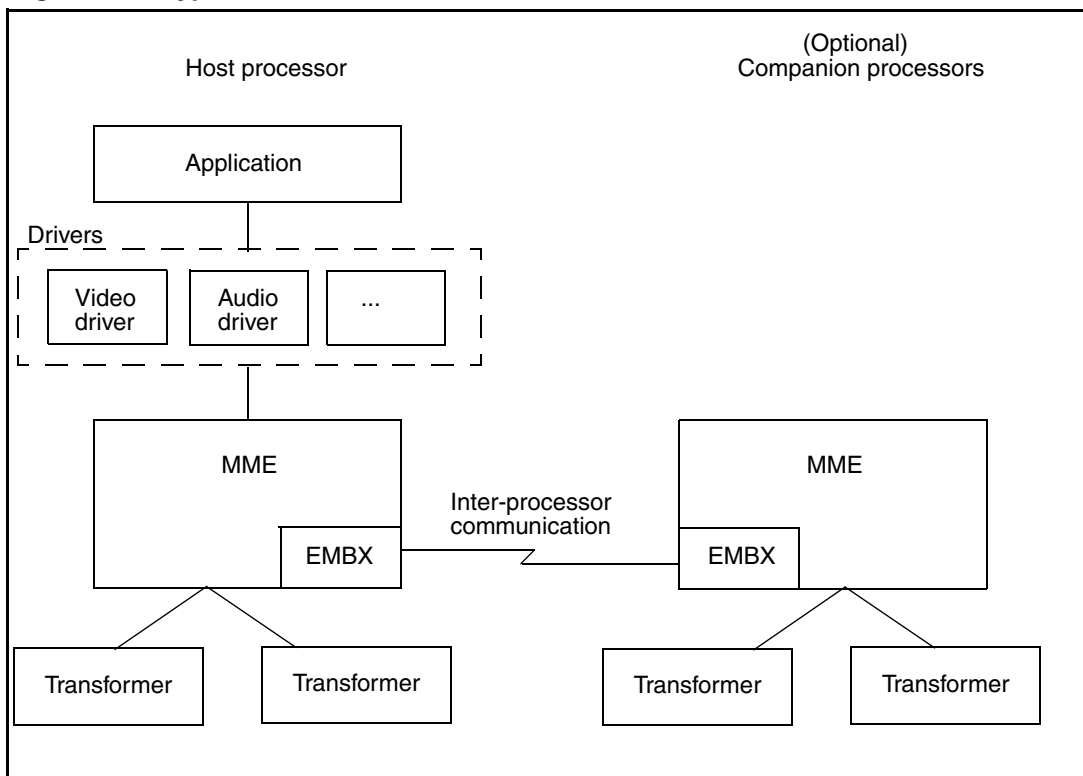 Host processor
(Optional)
Companion processors
Application
Drivers
Video
driver
Audio
driver
...
MME
MME
Inter-processor
communication
EMBX
EMBX
Transformer
Transformer
Transformer
Transformer